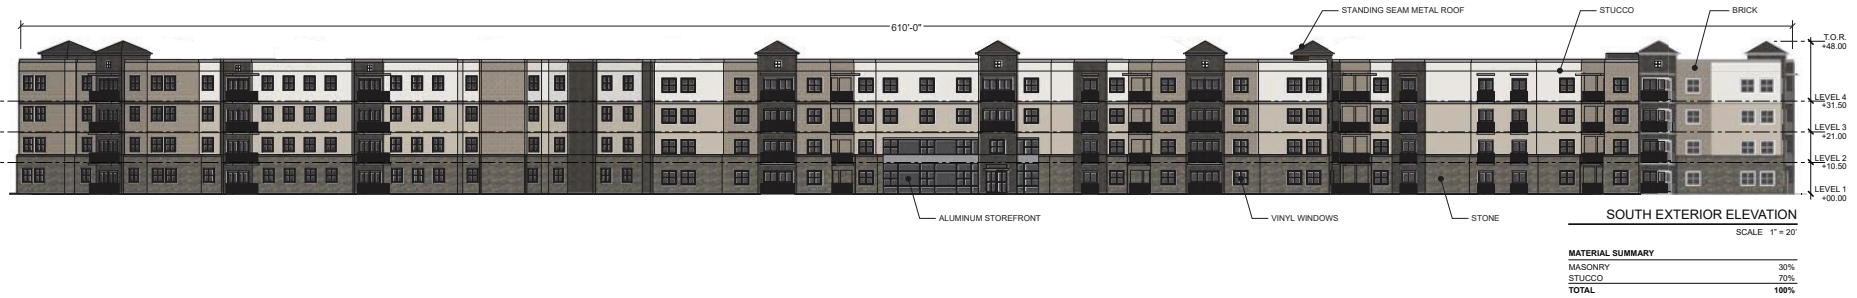 STANDING SEAM METAL ROOF
STUCCO
BRICK
610'-0"
T.O.R.
+48.00
LEVEL 4
+31.50
LEVEL 3
+21.00
LEVEL 2
+10.50
LEVEL 1
+00.00
ALUMINUM STOREFRONT
VINYL WINDOWS
STONE
SOUTH EXTERIOR ELEVATION
SCALE 1" = 20'
MATERIAL SUMMARY
MASONRY 30%
STUCCO 70%
TOTAL 100%